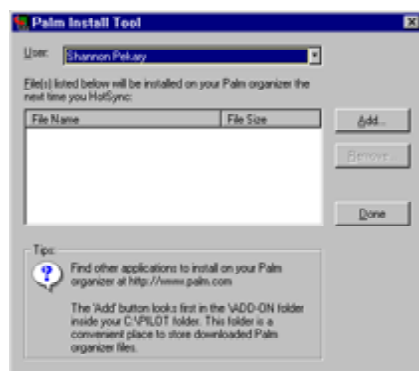 Palm Install Tool
User: Shannon Pekary
File(s) listed below will be installed on your Palm organizer the
next time you HotSync:
File Name File Size
Add...
Remove...
Done
Tips:
Find other applications to install on your Palm
organizer at http://www.palm.com
The 'Add' button looks first in the \ADD-ON folder
inside your C:\PILOT folder. This folder is a
convenient place to store downloaded Palm
organizer files.